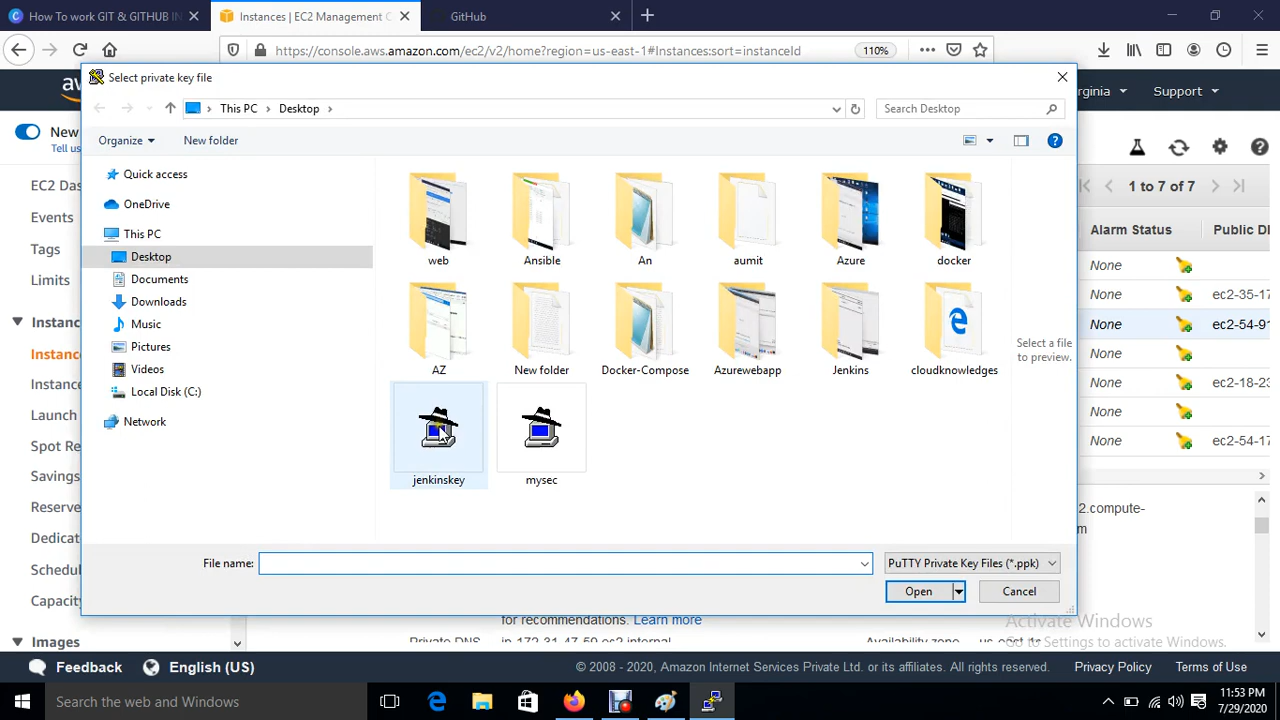 How To work GIT & GITHUB IN
Instances | EC2 Management C
GitHub
https://console.aws.amazon.com/ec2/v2/home?region=us-east-1#Instances:sort=instanceId
110%
Select private key file
This PC
Desktop
Search Desktop
Organize
New folder
rginia
Support
New
Tell us
EC2 Das
Events
Tags
Limits
Instanc
Instanc
Instanc
Launch
Spot Re
Savings
Reserve
Dedicat
Schedu
Capacity
Images
Quick access
OneDrive
This PC
Desktop
Documents
Downloads
Music
Pictures
Videos
Local Disk (C:)
Network
web
Ansible
An
aumit
Azure
docker
AZ
New folder
Docker-Compose
Azurewebapp
Jenkins
cloudknowledges
jenkinskey
mysec
Select a file
to preview.
File name:
PuTTY Private Key Files (*.ppk)
Open
Cancel
1 to 7 of 7
Alarm Status
Public DI
None
None
ec2-35-17
None
ec2-54-91
None
None
ec2-18-23
None
None
ec2-54-17
2.compute-
m
for recommendations. Learn more
Private DNS
ip-172-31-47-50.ec2.internal
Availability zone
us-east-1c
Activate Windows
Go to Settings to activate Windows.
Feedback
English (US)
© 2008 - 2020, Amazon Internet Services Private Ltd. or its affiliates. All rights reserved.
Privacy Policy
Terms of Use
Search the web and Windows
11:53 PM
7/29/2020